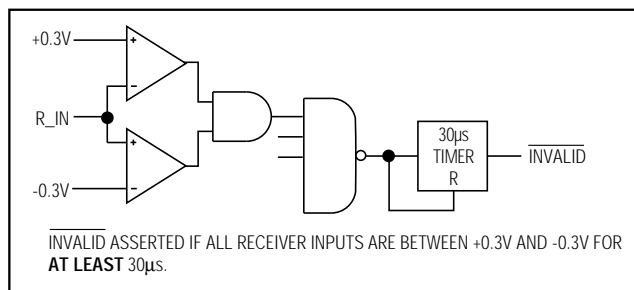 +0.3V
+
-
R_IN
+
-
-0.3V
30μs
TIMER
R
INVALID
INVALID ASSERTED IF ALL RECEIVER INPUTS ARE BETWEEN +0.3V AND -0.3V FOR
AT LEAST 30μs.